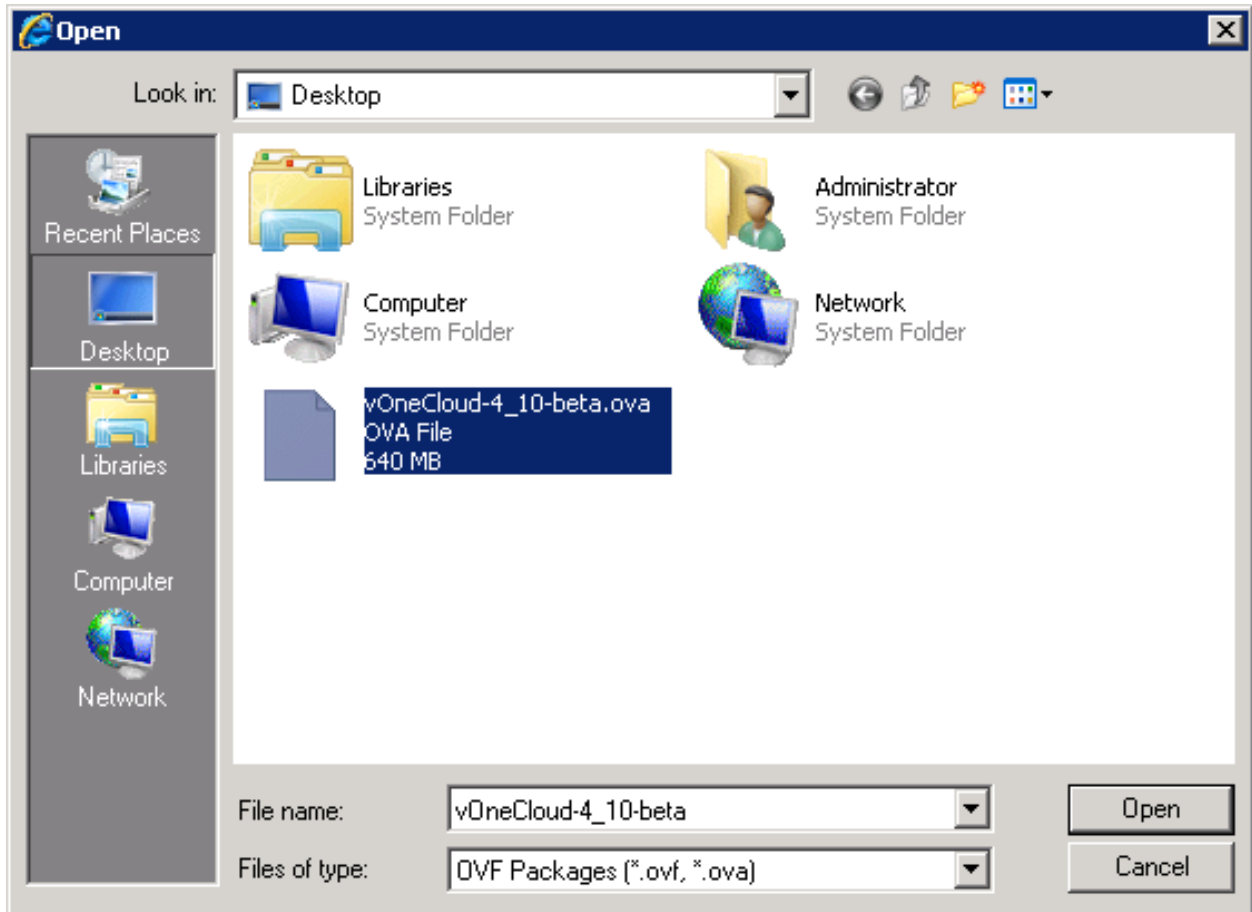 Open
Look in:
Desktop
Recent Places
Desktop
Libraries
Computer
Network
Libraries
System Folder
Administrator
System Folder
Computer
System Folder
Network
System Folder
vOneCloud-4_10-beta.ova
OVA File
640 MB
File name:
vOneCloud-4_10-beta
Open
Files of type:
OVF Packages (*.ovf, *.ova)
Cancel